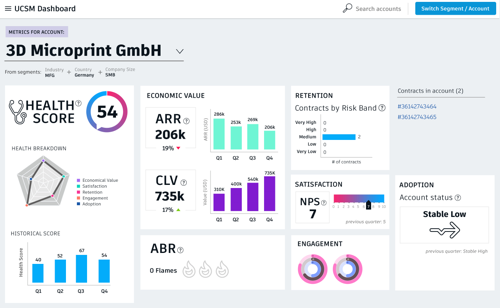 UCSM Dashboard
Search accounts
Switch Segment / Account
METRICS FOR ACCOUNT:
3D Microprint GmbH
From segments:
Industry
MFG
+
Country
Germany
+
Company Size
SMB
HEALTH SCORE
54
HEALTH BREAKDOWN
Economical Value
Satisfaction
Retention
Engagement
Adoption
HISTORICAL SCORE
Health Score
40
52
67
54
Q1
Q2
Q3
Q4
ECONOMIC VALUE
ARR
206k
19%
ARR (USD)
286k
253k
269k
206k
Q1
Q2
Q3
Q4
CLV
735k
17%
Value (USD)
310k
403k
540k
735k
Q1
Q2
Q3
Q4
ABR
0 Flames
RETENTION
Contracts by Risk Band
Very High
High
Medium
2
Low
Very Low
# of contracts
SATISFACTION
NPS
7
ENGAGEMENT
Contracts in account (2)
#36142743464
#36142743465
ADOPTION
Account status
Stable Low
previous quarter: Stable High